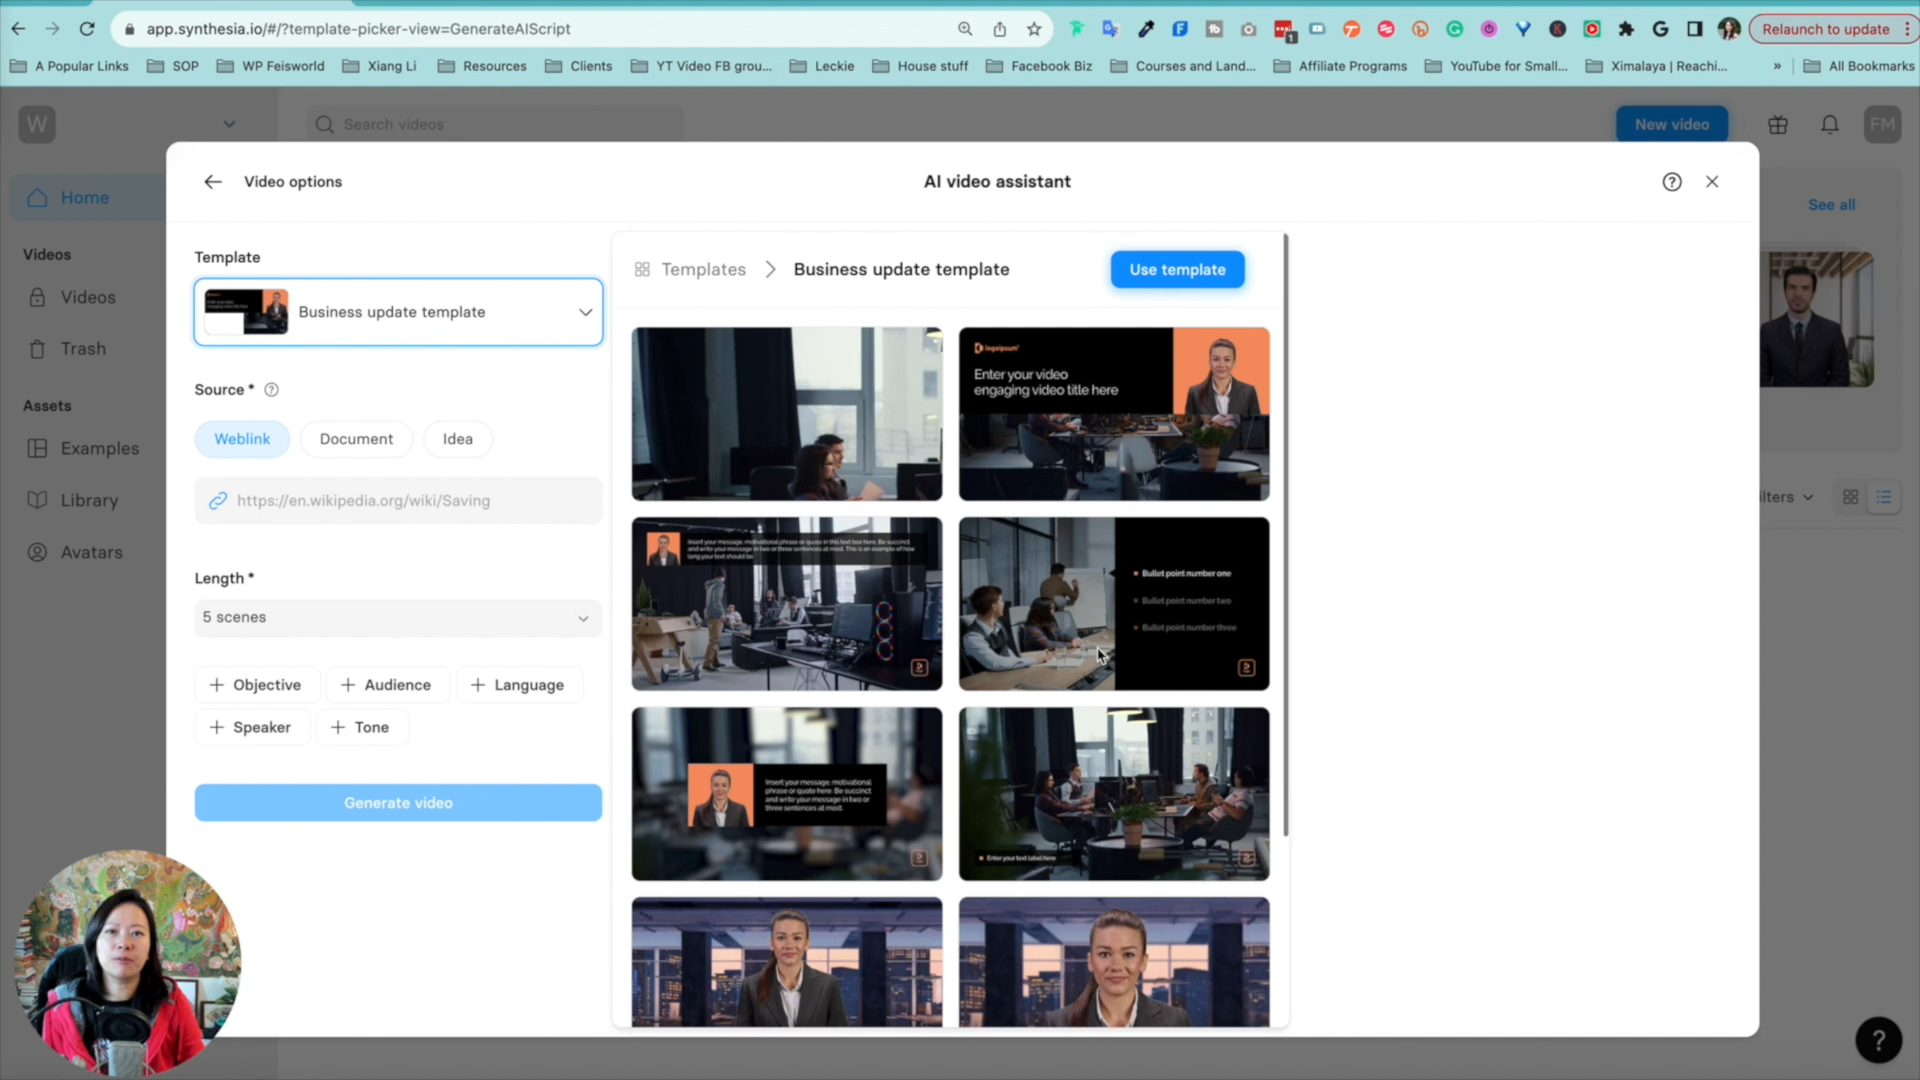 app.synthesia.io/#/?template-picker-view=GenerateAIScript
1
Relaunch to update
A Popular Links
SOP
WP Feisworld
Xiang Li
Resources
Clients
YT Video FB grou...
Leckie
House stuff
Facebook Biz
Courses and Land...
Affiliate Programs
YouTube for Small...
Ximalaya | Reachi...
»
All Bookmarks
W
Search videos
New video
FM
Home
Videos
Videos
Trash
Assets
Examples
Library
Avatars
See all
ilters
Video options
AI video assistant
Template
Business update template
Source *
Weblink
Document
Idea
https://en.wikipedia.org/wiki/Saving
Length *
5 scenes
+ Objective
+ Audience
+ Language
+ Speaker
+ Tone
Generate video
Templates
Business update template
Use template
logoipsum
Enter your video
engaging video title here
Insert your message, motivational phrase or quote in this text box here. Be succinct
and write your message in two or three sentences at most. This is an example of how
long your text should be
Bullet point number one
Bullet point number two
Bullet point number three
Insert your message, motivational
phrase or quote here. Be succinct
and write your message in two or
three sentences at most.
Enter your text label here
?